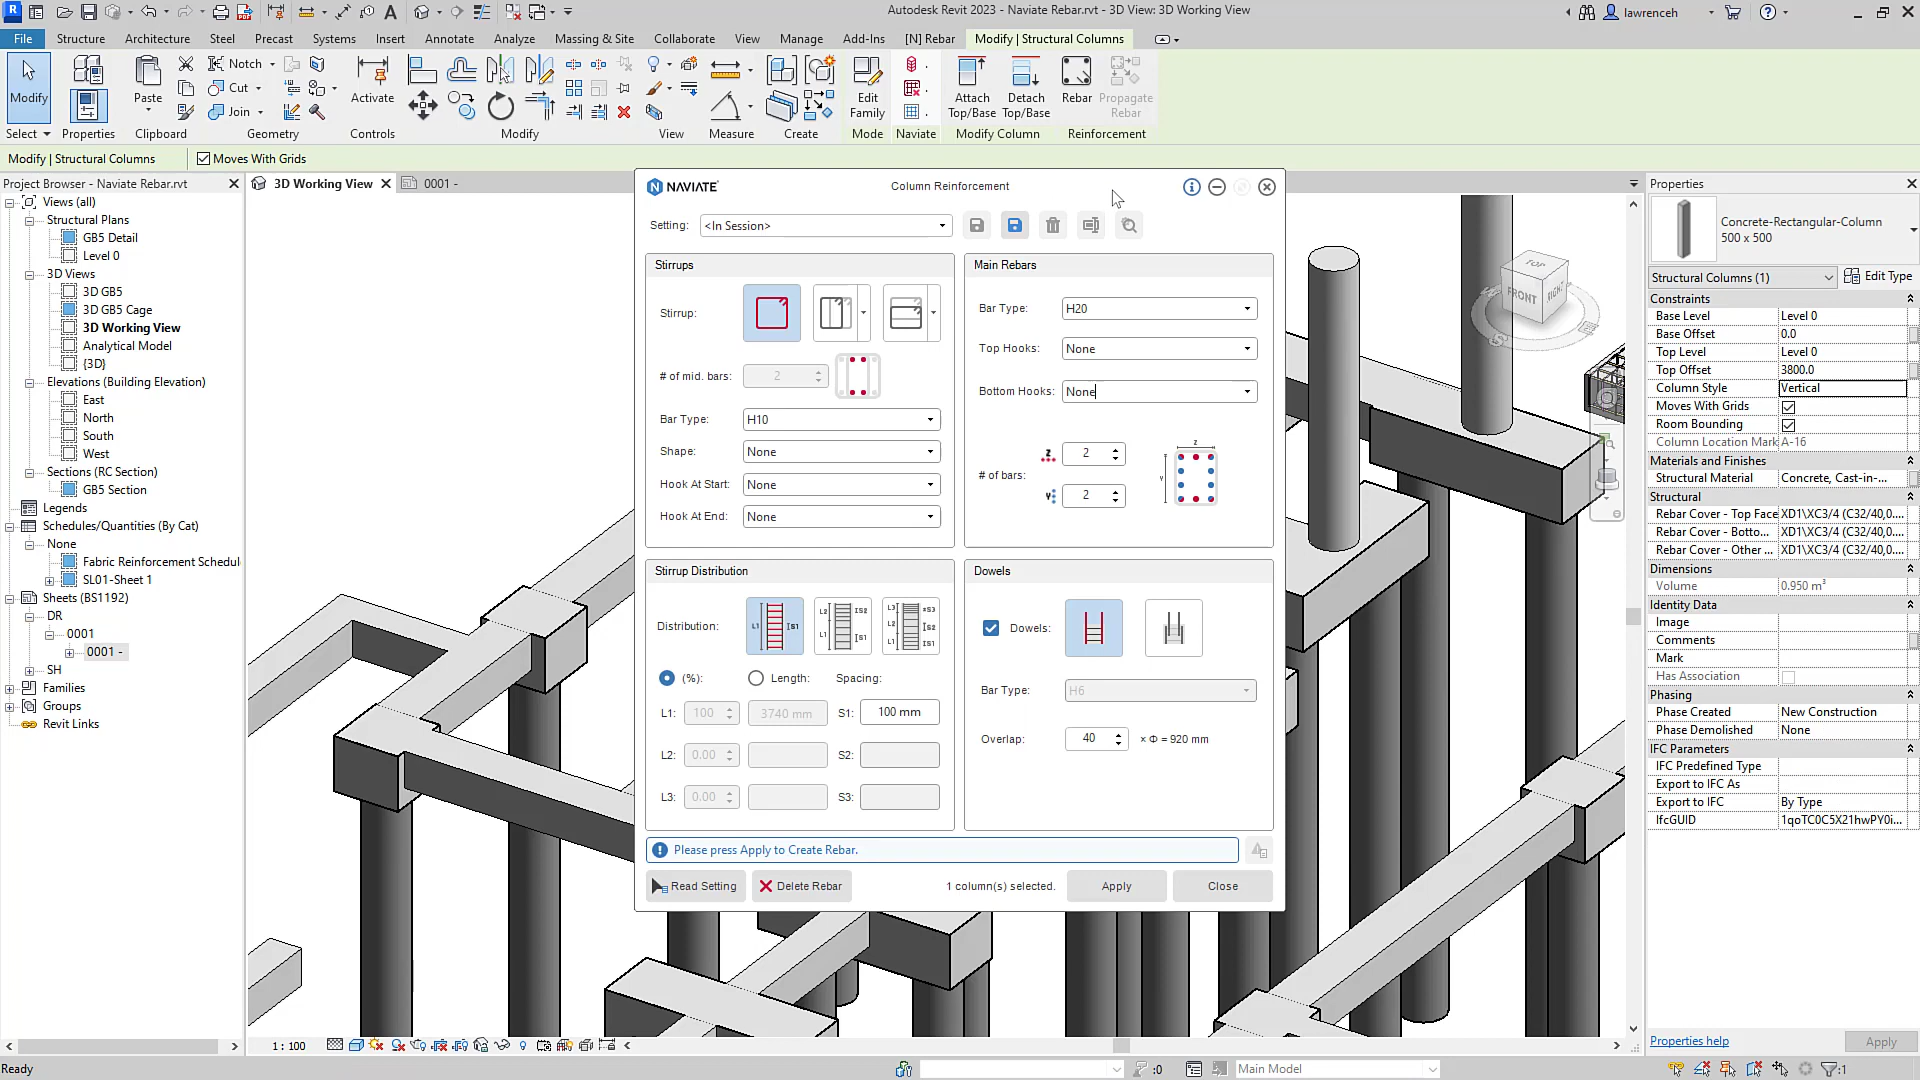 Autodesk Revit 2023 - Naviate Rebar.rvt - 3D View: 3D Working View
lawrenceh
File
Structure
Architecture
Steel
Precast
Systems
Insert
Annotate
Analyze
Massing & Site
Collaborate
View
Manage
Add-Ins
[N] Rebar
Modify | Structural Columns
Modify
Paste
Notch
Cut
Join
Activate
Edit
Family
Attach
Top/Base
Detach
Top/Base
Rebar
Propagate
Rebar
Select
Properties
Clipboard
Geometry
Controls
Modify
View
Measure
Create
Mode
Naviate
Modify Column
Reinforcement
Modify | Structural Columns
Moves With Grids
Project Browser - Naviate Rebar.rvt
Views (all)
Structural Plans
GB5 Detail
Level 0
3D Views
3D GB5
3D GB5 Cage
3D Working View
Analytical Model
{3D}
Elevations (Building Elevation)
East
North
South
West
Sections (RC Section)
GB5 Section
Legends
Schedules/Quantities (By Cat)
None
Fabric Reinforcement Schedul
SL01-Sheet 1
Sheets (BS1192)
DR
0001
0001 -
SH
Families
Groups
Revit Links
3D Working View
0001 -
TOP
FRONT
RIGHT
NAVIATE
Column Reinforcement
Setting:
<In Session>
Stirrups
Stirrup:
# of mid. bars:
2
Bar Type:
H10
Shape:
None
Hook At Start:
None
Hook At End:
None
Main Rebars
Bar Type:
H20
Top Hooks:
None
Bottom Hooks:
None
# of bars:
z
2
y
2
z
y
Stirrup Distribution
Distribution:
L1
S1
L2
S2
L1
S1
L3
S3
L2
S2
L1
S1
(%):
Length:
Spacing:
L1:
100
3740 mm
S1:
100 mm
L2:
0.00
S2:
L3:
0.00
S3:
Dowels
Dowels:
Bar Type:
H6
Overlap:
40
× Φ = 920 mm
Please press Apply to Create Rebar.
Read Setting
Delete Rebar
1 column(s) selected.
Apply
Close
Properties
Concrete-Rectangular-Column
500 x 500
Structural Columns (1)
Edit Type
Constraints
Base Level
Level 0
Base Offset
0.0
Top Level
Level 0
Top Offset
3800.0
Column Style
Vertical
Moves With Grids
Room Bounding
Column Location Mark
A-16
Materials and Finishes
Structural Material
Concrete, Cast-in-...
Structural
Rebar Cover - Top Face
XD1\XC3/4 (C32/40,0....
Rebar Cover - Botto...
XD1\XC3/4 (C32/40,0....
Rebar Cover - Other ...
XD1\XC3/4 (C32/40,0....
Dimensions
Volume
0.950 m³
Identity Data
Image
Comments
Mark
Has Association
Phasing
Phase Created
New Construction
Phase Demolished
None
IFC Parameters
IFC Predefined Type
Export to IFC As
Export to IFC
By Type
IfcGUID
1qoTC0C5X21hwPY0i...
Properties help
Apply
1 : 100
Ready
:0
Main Model
:1